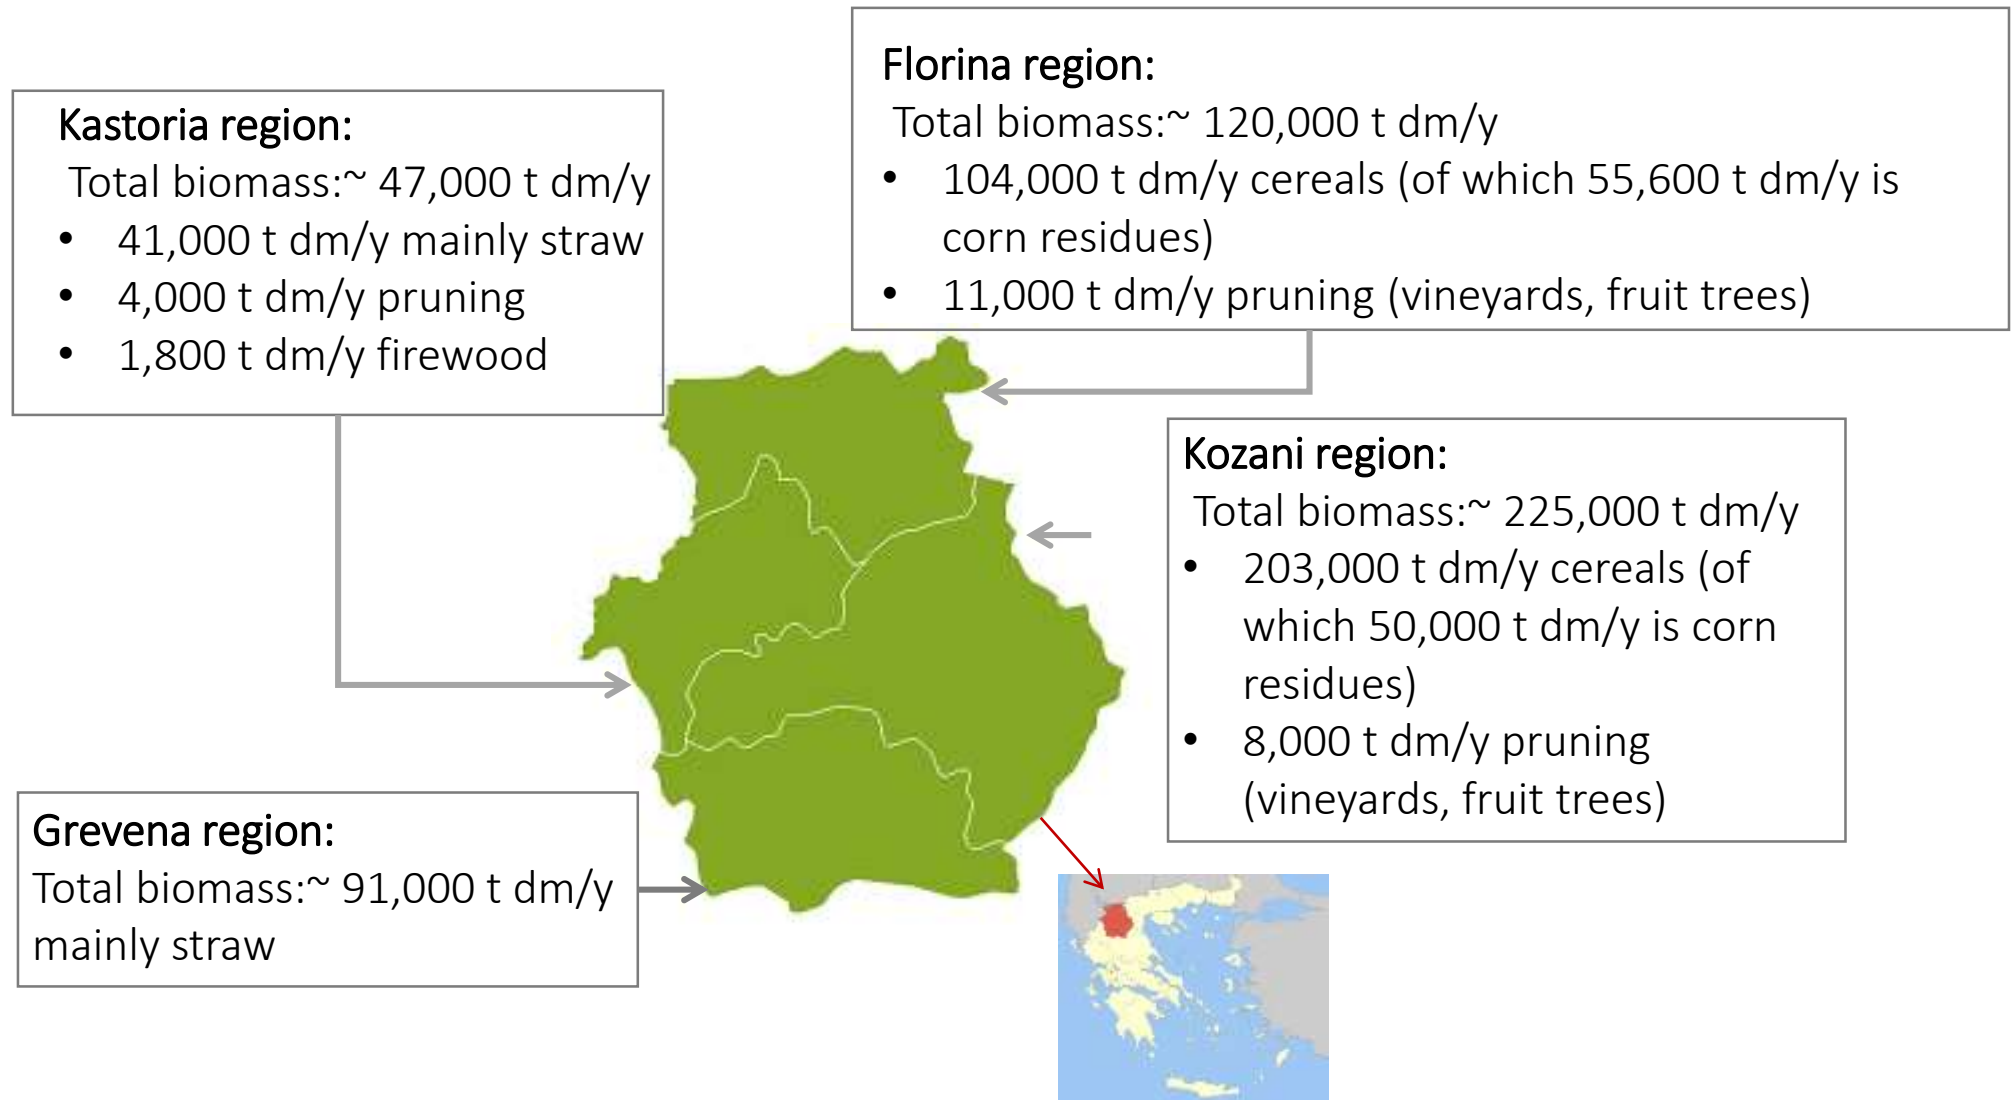 Florina region:
Total biomass:~ 120,000 t dm/y
• 104,000 t dm/y cereals (of which 55,600 t dm/y is
corn residues)
• 11,000 t dm/y pruning (vineyards, fruit trees)
Kastoria region:
Total biomass:~ 47,000 t dm/y
• 41,000 t dm/y mainly straw
• 4,000 t dm/y pruning
• 1,800 t dm/y firewood
Kozani region:
Total biomass:~ 225,000 t dm/y
• 203,000 t dm/y cereals (of
which 50,000 t dm/y is corn
residues)
• 8,000 t dm/y pruning
(vineyards, fruit trees)
Grevena region:
Total biomass:~ 91,000 t dm/y
mainly straw